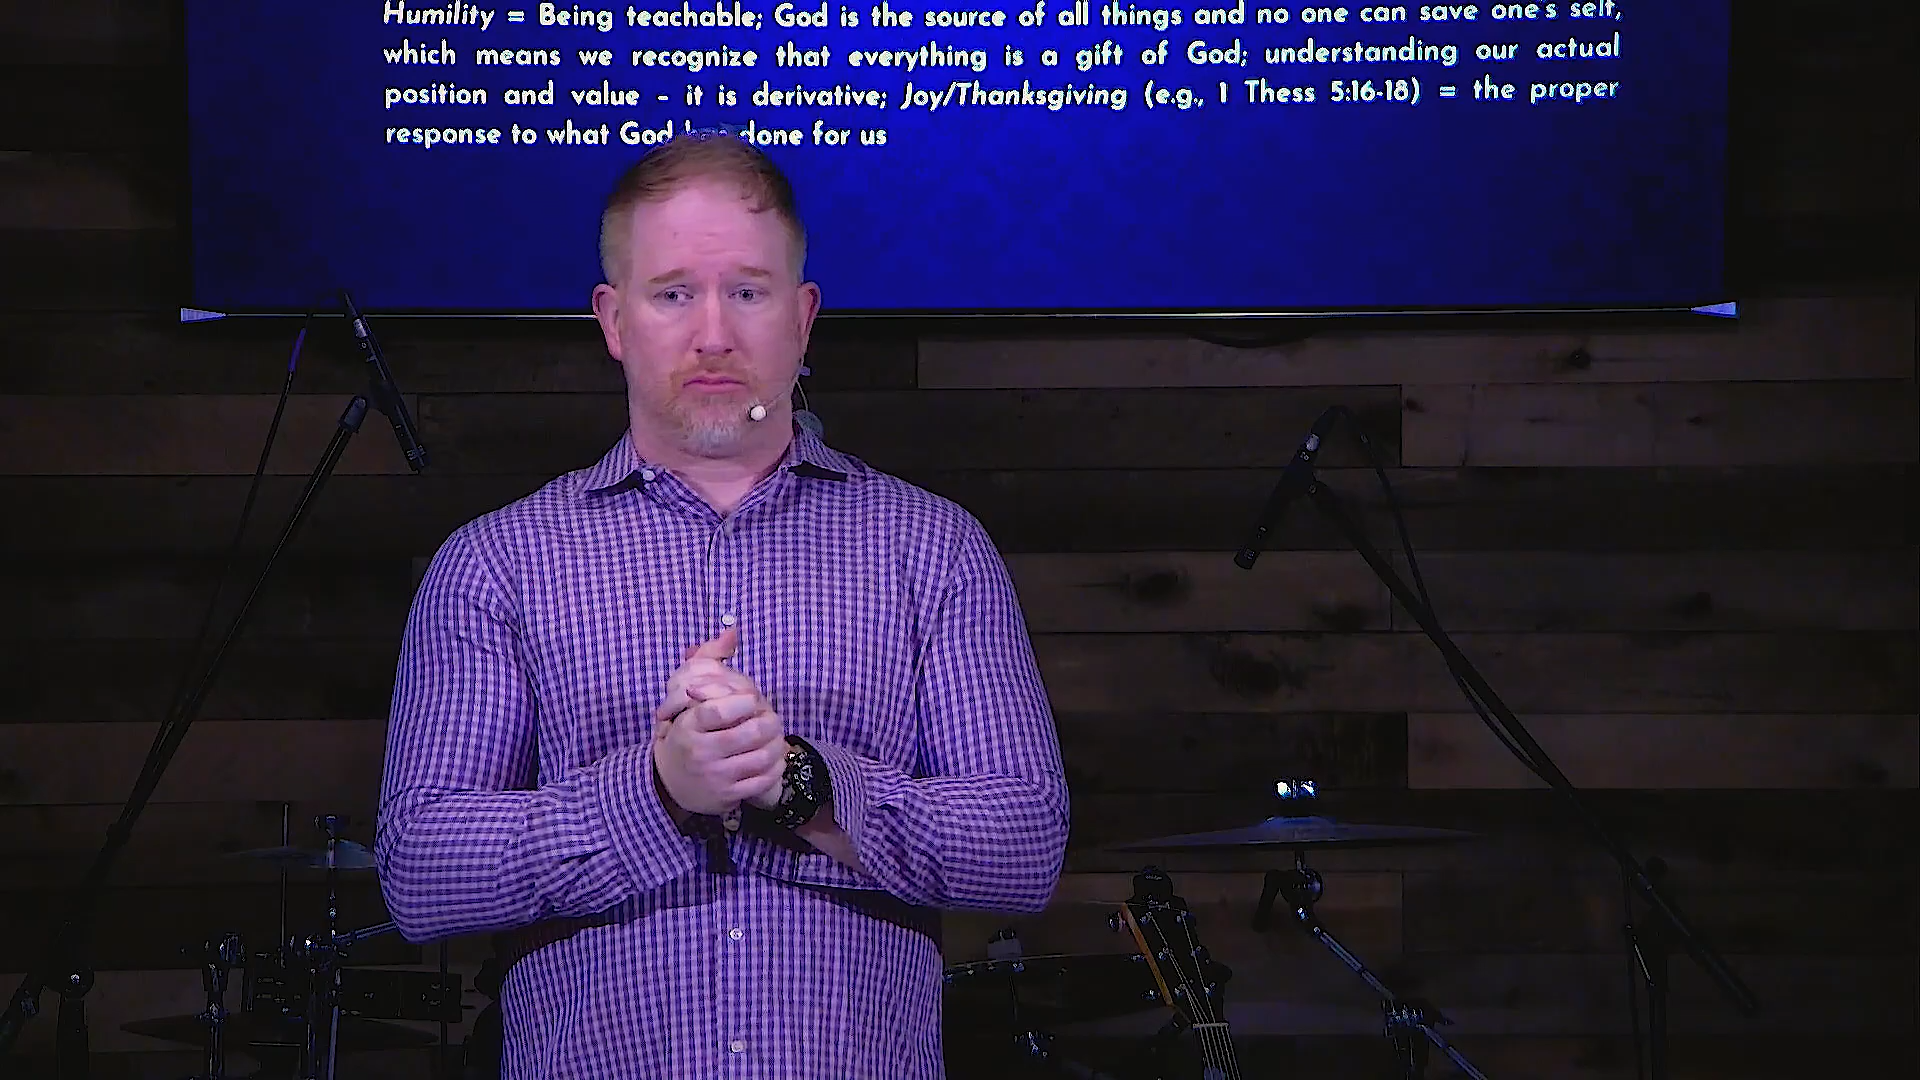 Humility = Being teachable; God is the source of all things and no one can save one's self,
which means we recognize that everything is a gift of God; understanding our actual
position and value - it is derivative; Joy/Thanksgiving (e.g., 1 Thess 5:16-18) = the proper
response to what God has done for us